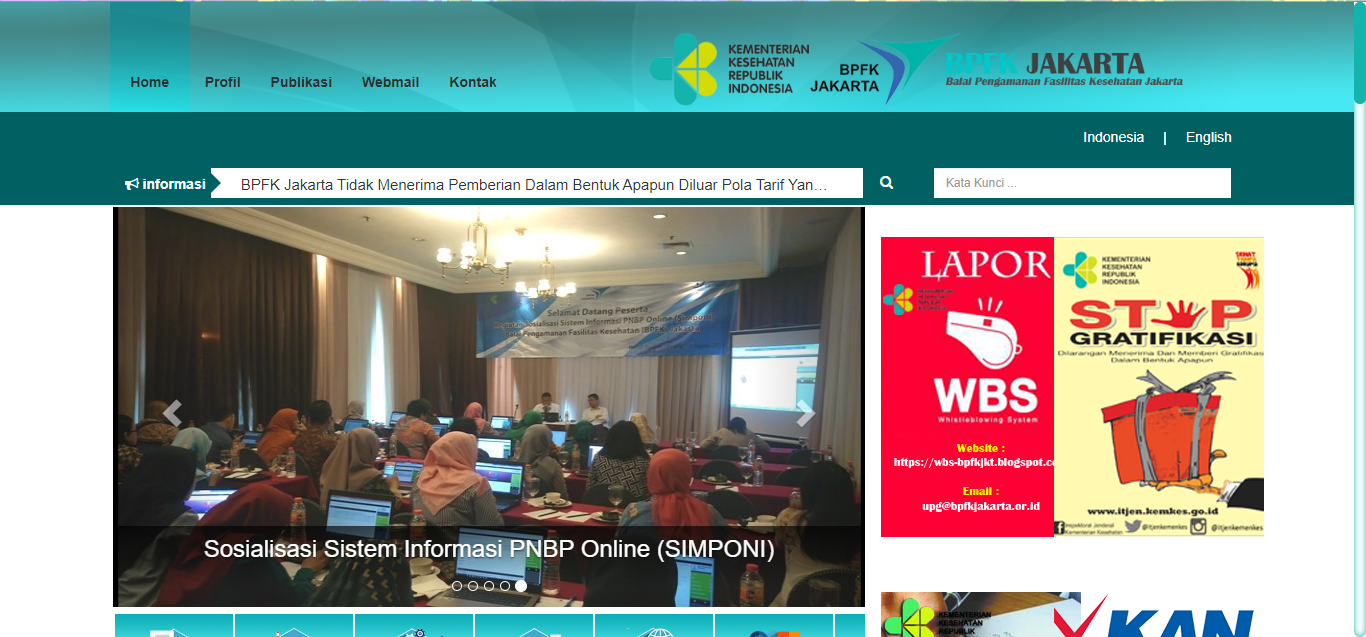 Home
Profil
Publikasi
Webmail
Kontak
KEMENTERIAN
KESEHATAN
REPUBLIK
INDONESIA
BPFK
JAKARTA
BPFK JAKARTA
Balai Pengamanan Fasilitas Kesehatan Jakarta
Indonesia | English
informasi
BPFK Jakarta Tidak Menerima Pemberian Dalam Bentuk Apapun Diluar Pola Tarif Yan…
Kata Kunci ...
Selamat Datang Peserta
Kegiatan Sosialisasi Sistem Informasi PNBP Online (Simponi)
Balai Pengamanan Fasilitas Kesehatan (BPFK) Jakarta
Sosialisasi Sistem Informasi PNBP Online (SIMPONI)
LAPOR
WBS
Whistleblowing System
Website :
https://wbs-bpfkjkt.blogspot.co
Email :
upg@bpfkjakarta.or.id
KEMENTERIAN
KESEHATAN
REPUBLIK
INDONESIA
STOP
GRATIFIKASI
Dilarang Menerima Dan Memberi Gratifikasi
Dalam Bentuk Apapun
www.itjen.kemkes.go.id
Inspektorat Jenderal
Kementerian Kesehatan
@itjenkemenkes
@itjenkemenkes
KEMENTERIAN
KESEHATAN
REPUBLIK
KAN